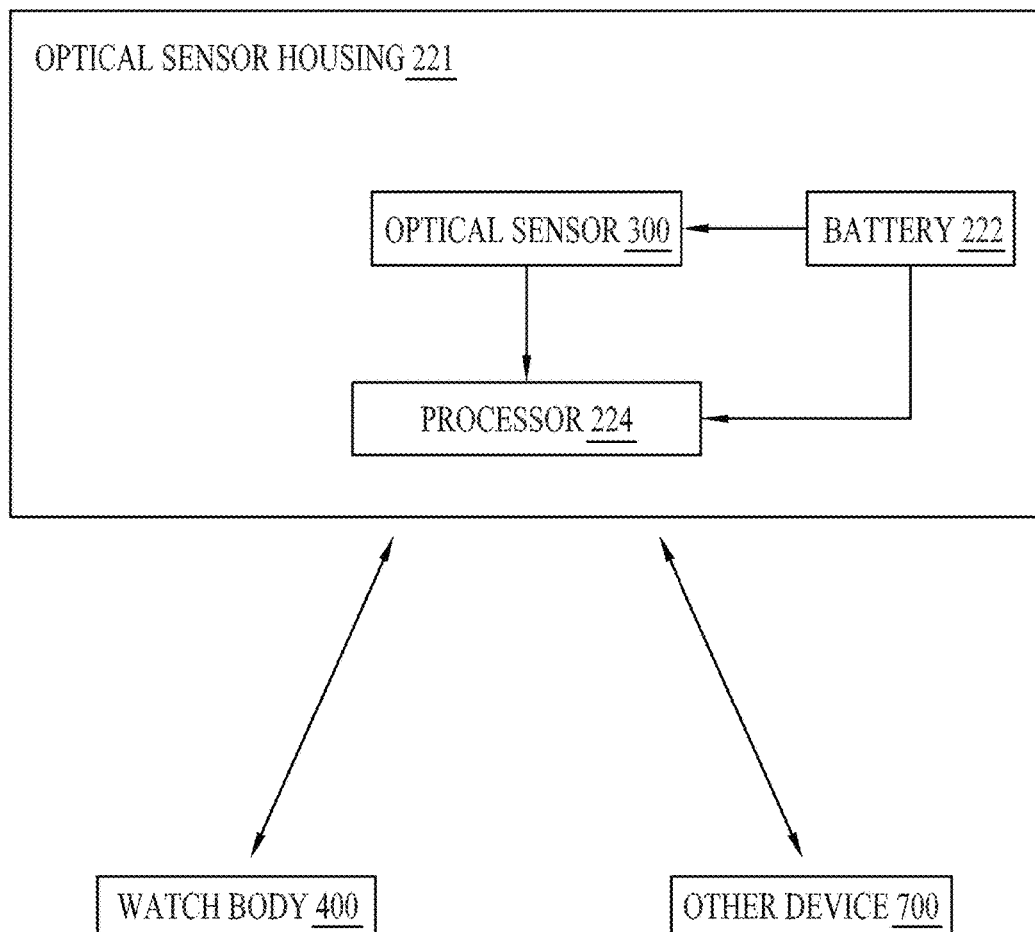 OPTICAL SENSOR HOUSING 221
OPTICAL SENSOR 300
BATTERY 222
PROCESSOR 224
WATCH BODY 400
OTHER DEVICE 700